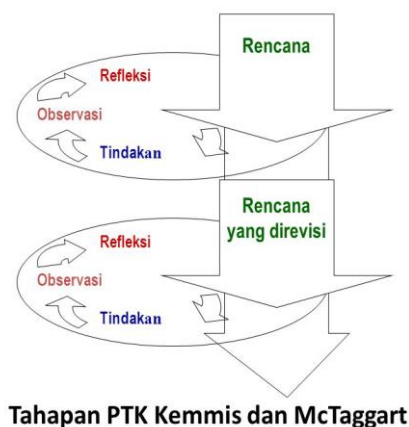 Rencana
Refleksi
Observasi
Tindakan
Rencana
yang direvisi
Refleksi
Observasi
Tindakan
Tahapan PTK Kemmis dan McTaggart